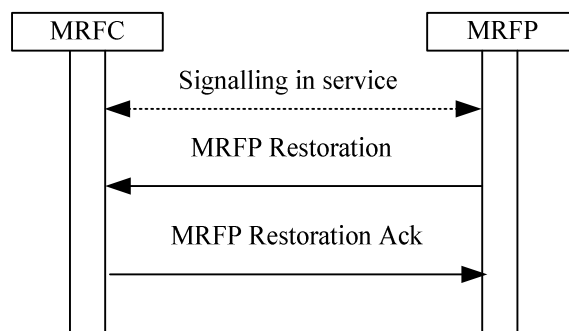 MRFC MRFP
Signalling in service
MRFP Restoration
MRFP Restoration Ack